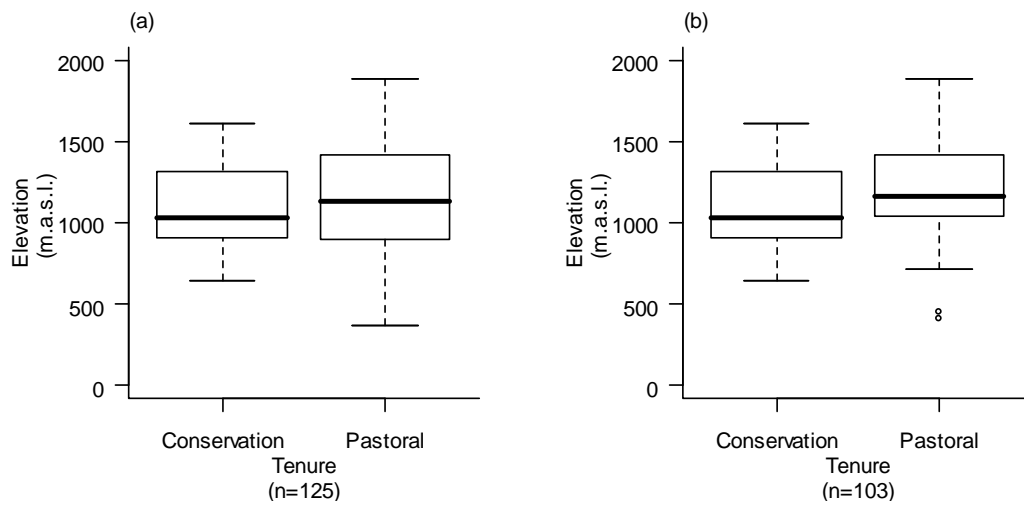 (a)
2000
1500
1000
500
0
Elevation
(m.a.s.l.)
Conservation Pastoral
Tenure
(n=125)
(b)
2000
1500
1000
500
0
Elevation
(m.a.s.l.)
Conservation Pastoral
Tenure
(n=103)